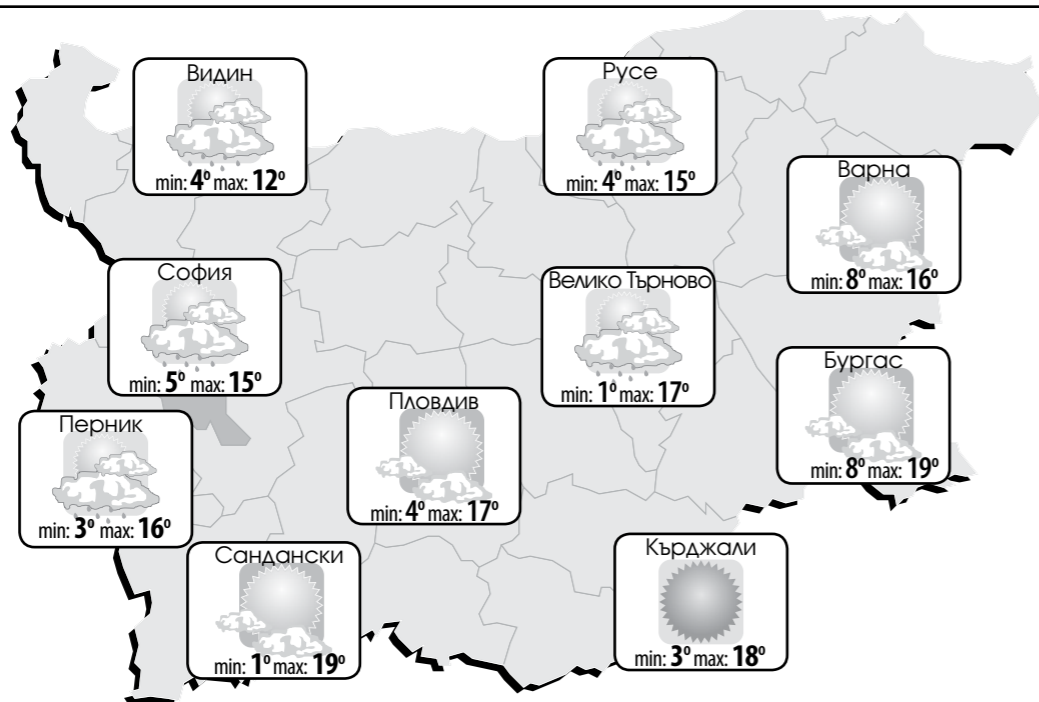 Видин
min: 4° max: 12°
Русе
min: 4° max: 15°
Варна
min: 8° max: 16°
София
min: 5° max: 15°
Велико Търново
min: 1° max: 17°
Бургас
min: 8° max: 19°
Пловдив
min: 4° max: 17°
Перник
min: 3° max: 16°
Сандански
min: 1° max: 19°
Кърджали
min: 3° max: 18°